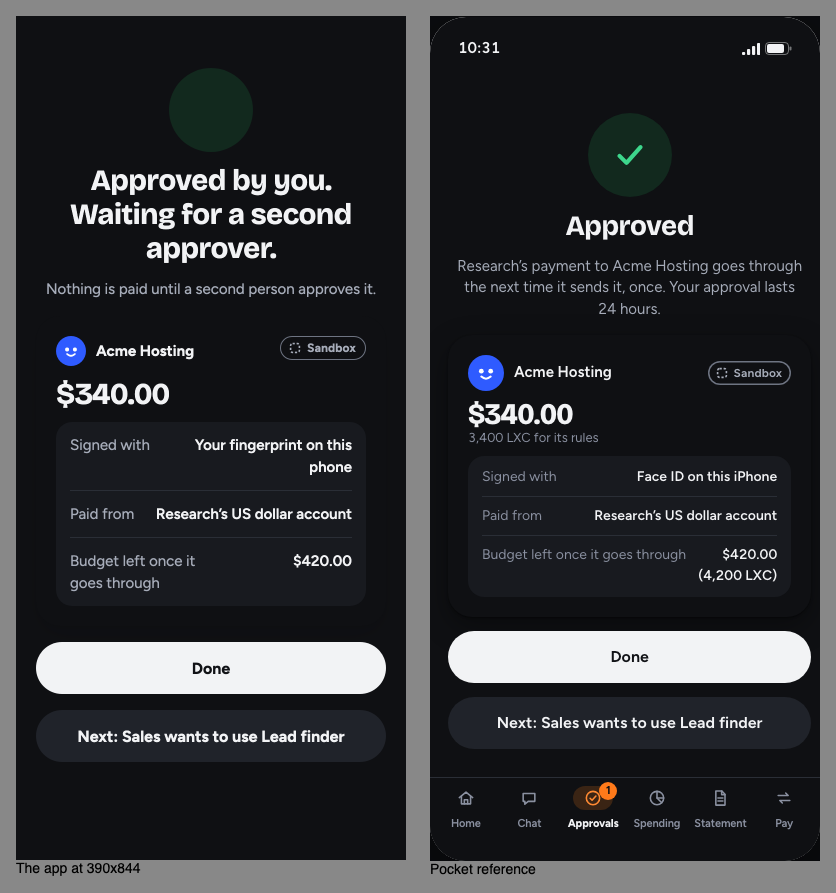 Approved by you.
Waiting for a second
approver.
Nothing is paid until a second person approves it.
Acme Hosting
Sandbox
$340.00
Signed with
Your fingerprint on this
phone
Paid from
Research’s US dollar account
Budget left once it
goes through
$420.00
Done
Next: Sales wants to use Lead finder
The app at 390x844
10:31
Approved
Research’s payment to Acme Hosting goes through
the next time it sends it, once. Your approval lasts
24 hours.
Acme Hosting
Sandbox
$340.00
3,400 LXC for its rules
Signed with
Face ID on this iPhone
Paid from
Research’s US dollar account
Budget left once it goes through
$420.00
(4,200 LXC)
Done
Next: Sales wants to use Lead finder
1
Home
Chat
Approvals
Spending
Statement
Pay
Pocket reference